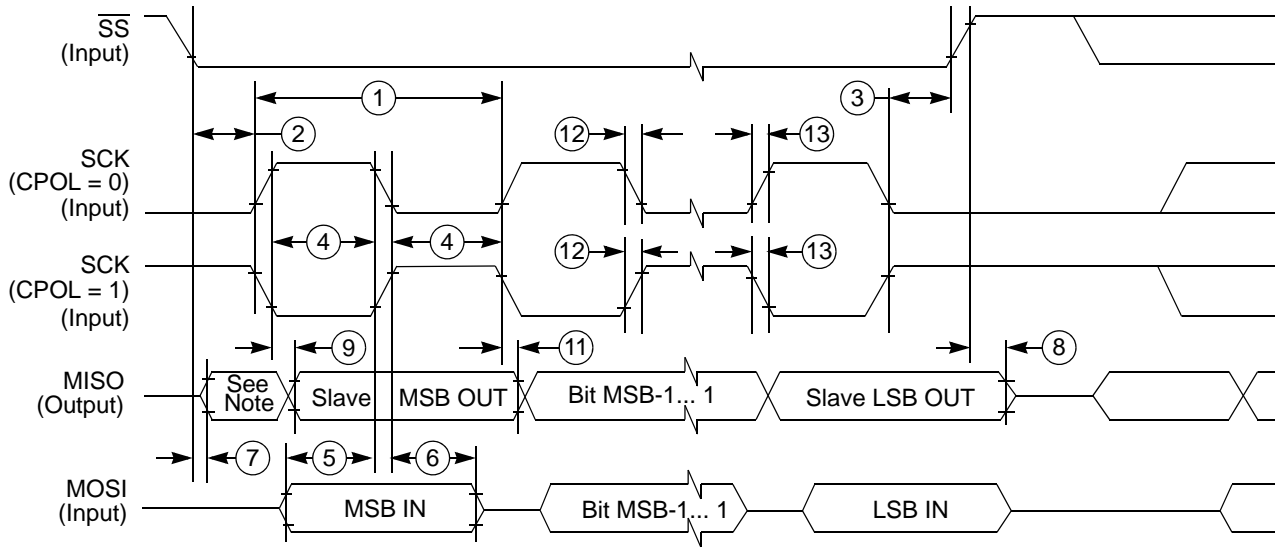 SS
(Input)
1
3
2
12
13
SCK
(CPOL = 0)
(Input)
4
4
12
13
SCK
(CPOL = 1)
(Input)
9
11
8
MISO
(Output)
See
Note
Slave
MSB OUT
Bit MSB-1... 1
Slave LSB OUT
7
5
6
MOSI
(Input)
MSB IN
Bit MSB-1... 1
LSB IN